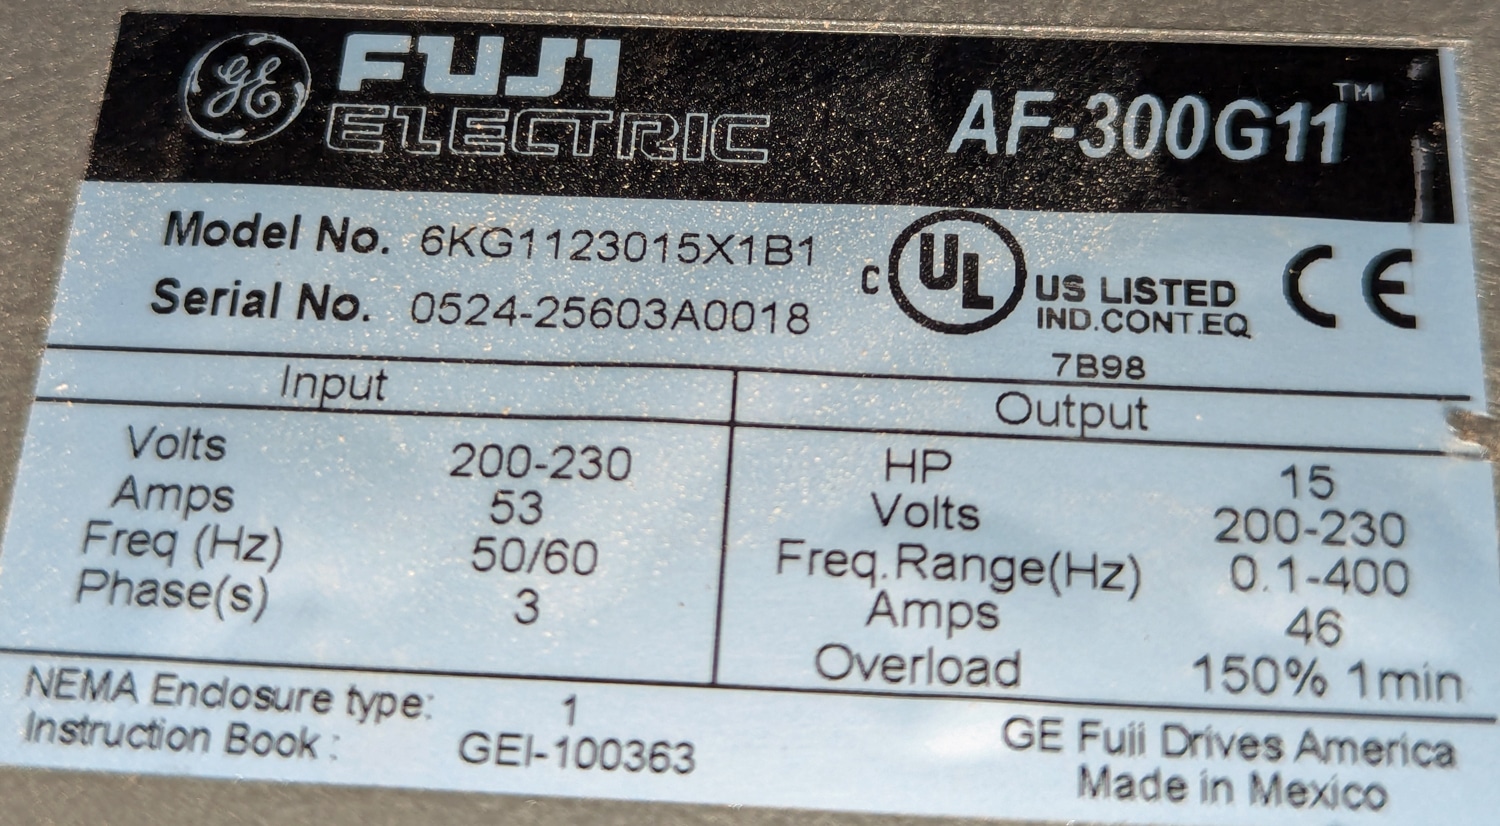 GE FUJI
ELECTRIC
AF-300G11™
Model No. 6KG1123015X1B1
Serial No. 0524-25603A0018
C UL US LISTED
IND.CONT.EQ
7B98
CE
Input
Volts 200-230
Amps 53
Freq (Hz) 50/60
Phase(s) 3
Output
HP 15
Volts 200-230
Freq.Range(Hz) 0.1-400
Amps 46
Overload 150% 1min
NEMA Enclosure type: 1
Instruction Book : GEI-100363
GE Fuji Drives America
Made in Mexico